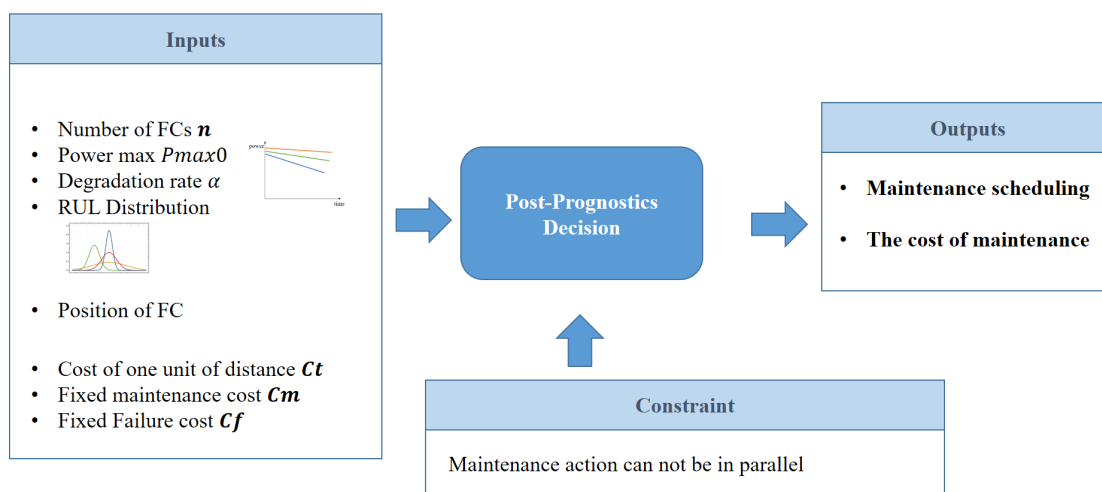 Inputs
• Number of FCs n
• Power max Pmax0
• Degradation rate α
• RUL Distribution
power
time
• Position of FC
• Cost of one unit of distance Ct
• Fixed maintenance cost Cm
• Fixed Failure cost Cf
Post-Prognostics
Decision
Outputs
• Maintenance scheduling
• The cost of maintenance
Constraint
Maintenance action can not be in parallel